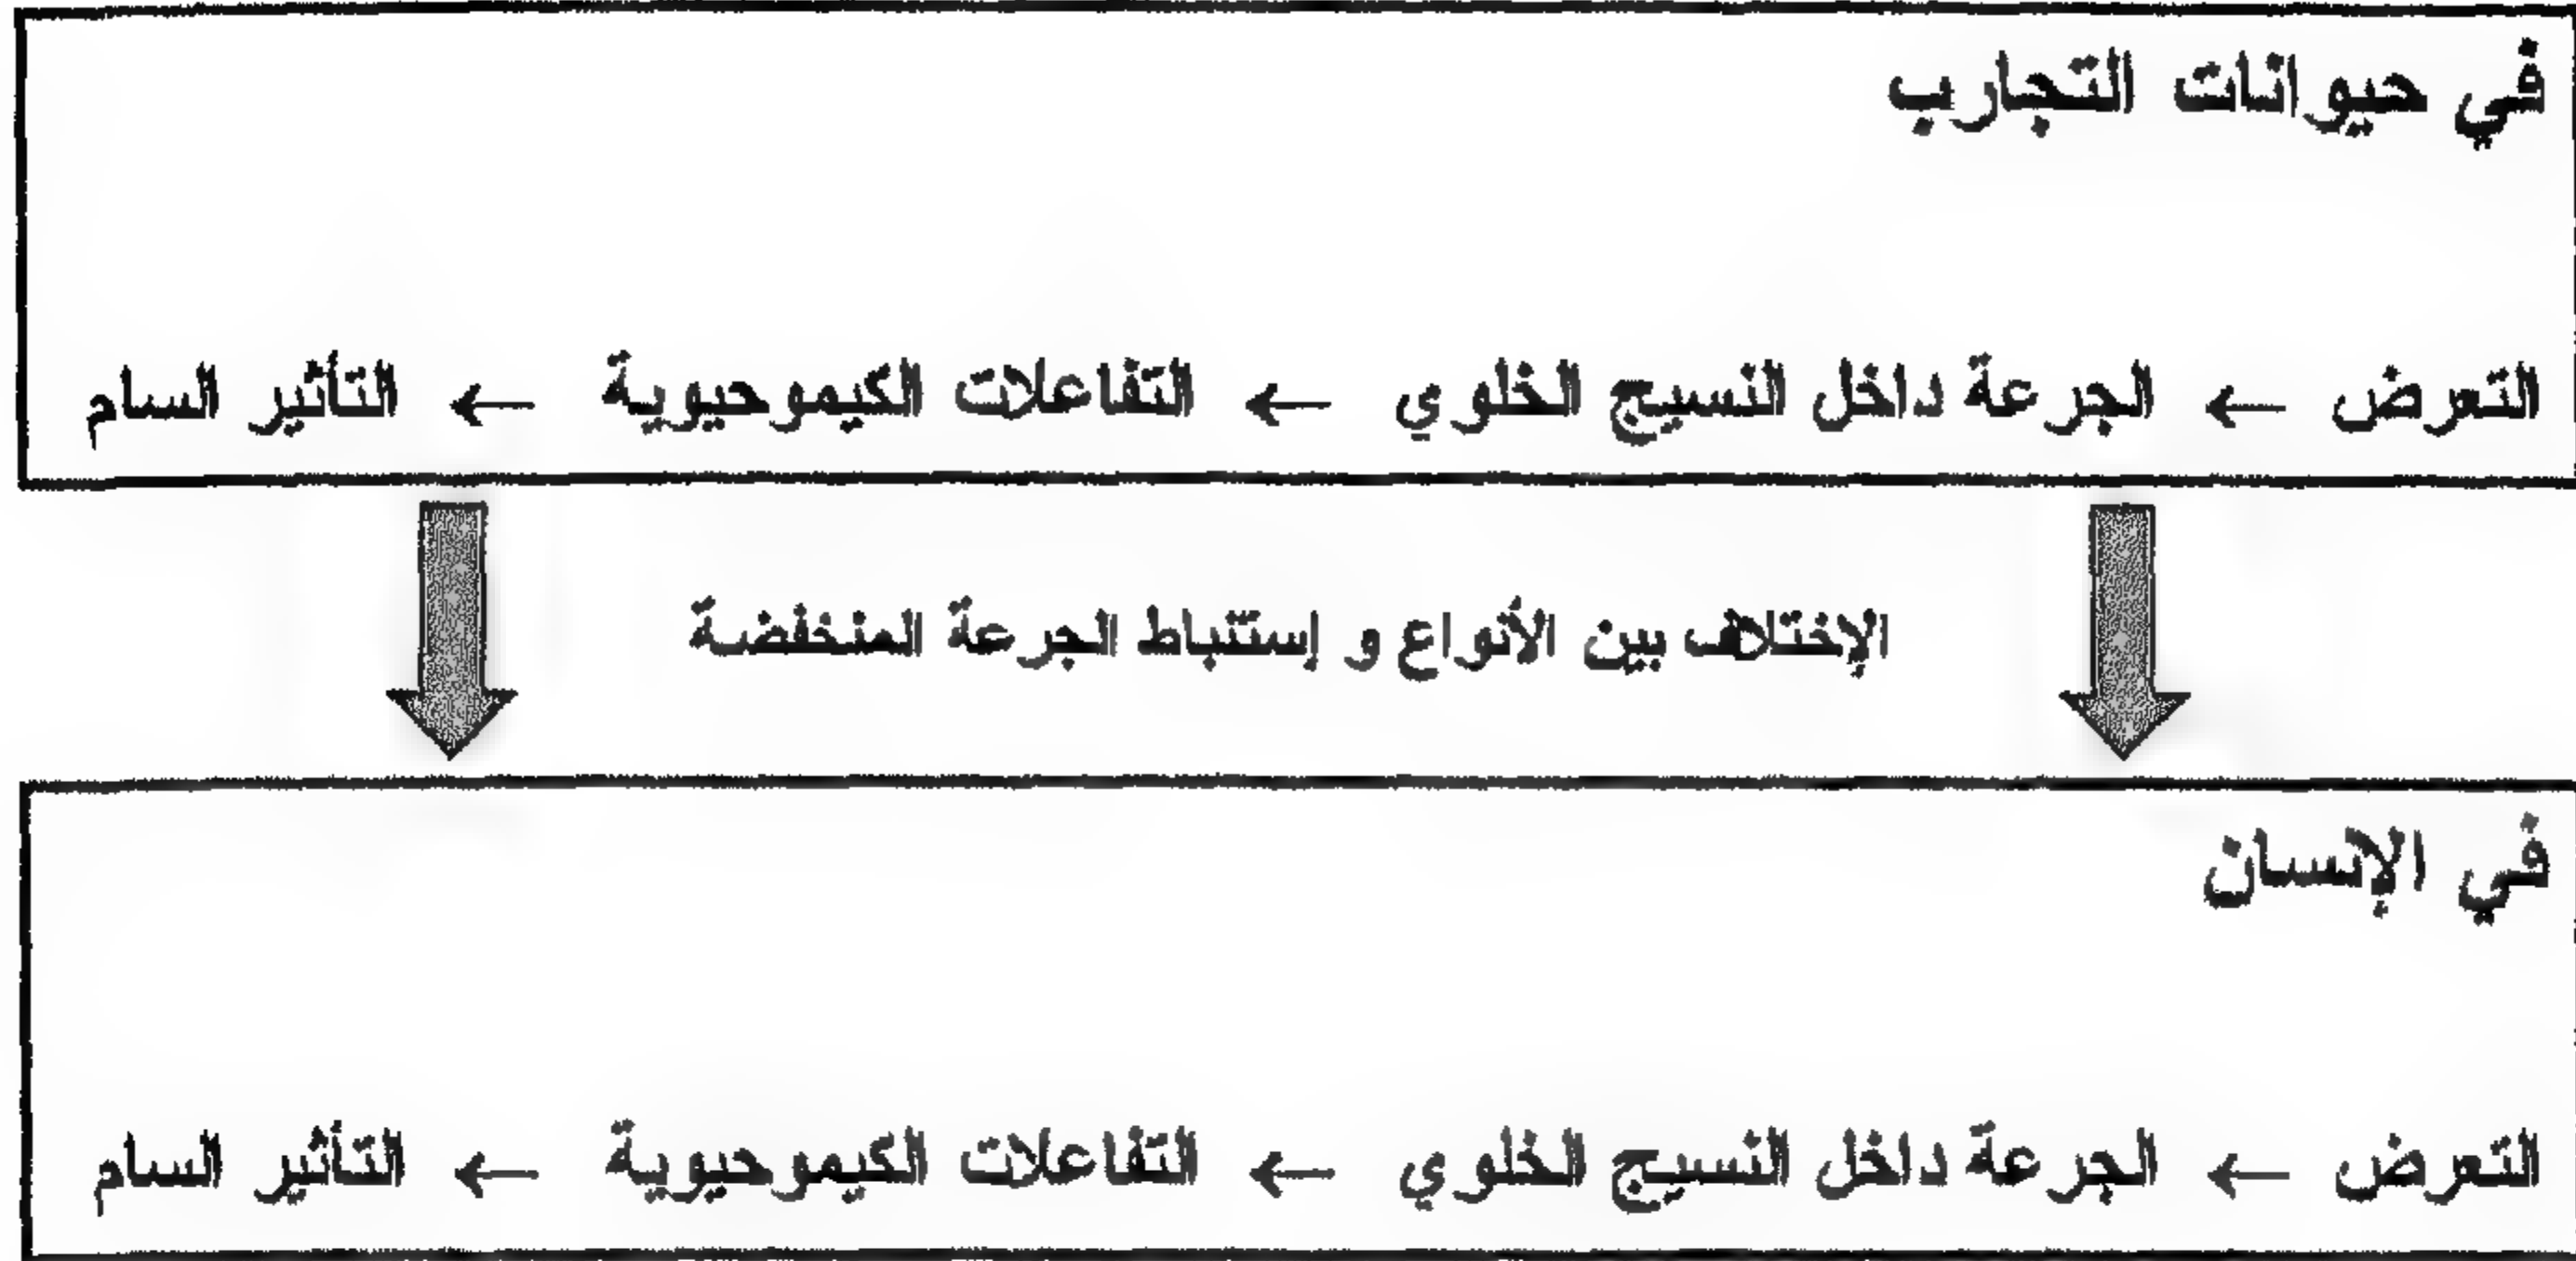 في حيوانات التجارب
التعرض ← الجرعة داخل النسيج الخلوي ← التفاعلات الكيموحيوية ← التأثير السام
الإختلاف بين الأنواع و إستنباط الجرعة المنخفضة
في الإنسان
التعرض ← الجرعة داخل النسيج الخلوي ← التفاعلات الكيموحيوية ← التأثير السام